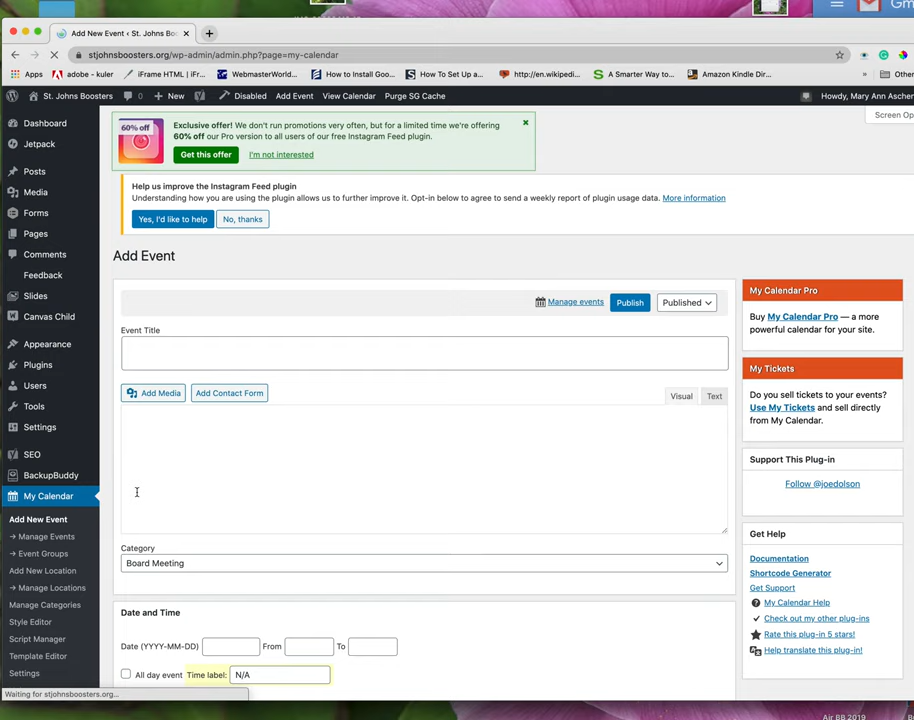 Gm
Add New Event ‹ St. Johns Bo
stjohnsboosters.org/wp-admin/admin.php?page=my-calendar
Apps adobe - kuler iFrame HTML | iFr... WebmasterWorld... How to Install Goo... How To Set Up a... http://en.wikipedi... A Smarter Way to... Amazon Kindle Dir... » Other
St. Johns Boosters 0 + New Disabled Add Event View Calendar Purge SG Cache Howdy, Mary Ann Ascher
Screen Op
Dashboard
Jetpack
Posts
Media
Forms
Pages
Comments
Feedback
Slides
Canvas Child
Appearance
Plugins
Users
Tools
Settings
SEO
BackupBuddy
My Calendar
Add New Event
→ Manage Events
→ Event Groups
Add New Location
→ Manage Locations
Manage Categories
Style Editor
Script Manager
Template Editor
Settings
Waiting for stjohnsboosters.org...
60% off
Exclusive offer! We don't run promotions very often, but for a limited time we're offering
60% off our Pro version to all users of our free Instagram Feed plugin.
Get this offer I'm not interested
Help us improve the Instagram Feed plugin
Understanding how you are using the plugin allows us to further improve it. Opt-in below to agree to send a weekly report of plugin usage data. More information
Yes, I'd like to help No, thanks
Add Event
Manage events Publish Published
Event Title
Add Media Add Contact Form Visual Text
Category
Board Meeting
Date and Time
Date (YYYY-MM-DD) From To
All day event Time label: N/A
My Calendar Pro
Buy My Calendar Pro — a more
powerful calendar for your site.
My Tickets
Do you sell tickets to your events?
Use My Tickets and sell directly
from My Calendar.
Support This Plug-in
Follow @joedolson
Get Help
Documentation
Shortcode Generator
Get Support
My Calendar Help
Check out my other plug-ins
Rate this plug-in 5 stars!
Help translate this plug-in!
Air BB 2019